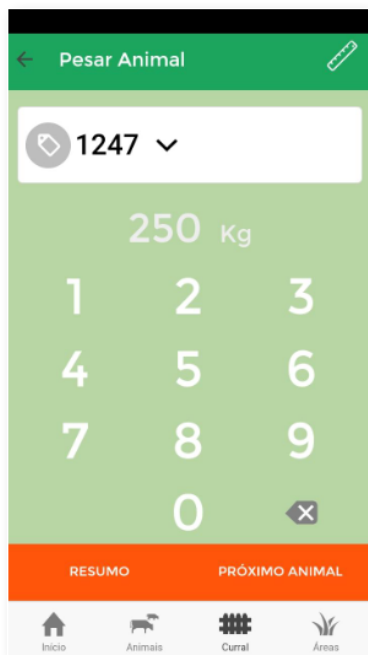 Pesar Animal
1247
250 Kg
1 2 3
4 5 6
7 8 9
0
RESUMO PRÓXIMO ANIMAL
Início Animais Curral Áreas